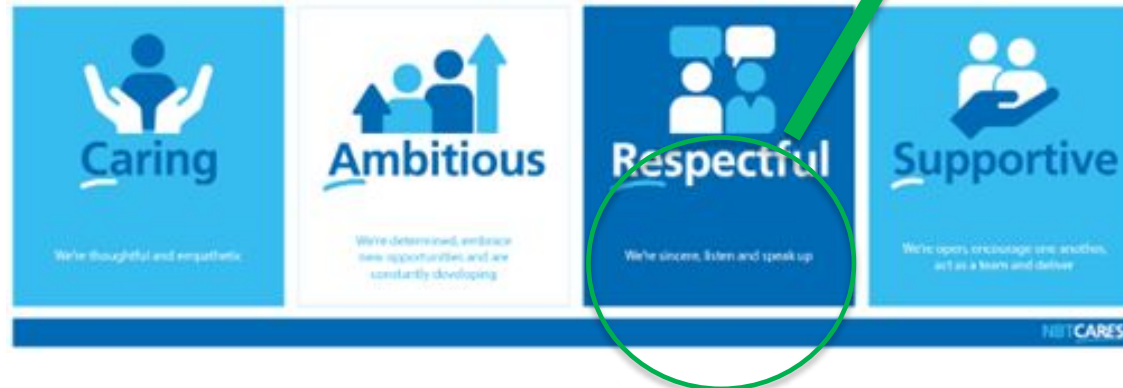 Caring
We're thoughtful and empathetic
Ambitious
We're determined, embrace
new opportunities and are
constantly developing
Respectful
We're sincere, listen and speak up
Supportive
We're open, encourage one another,
act as a team and deliver
NBTCARES